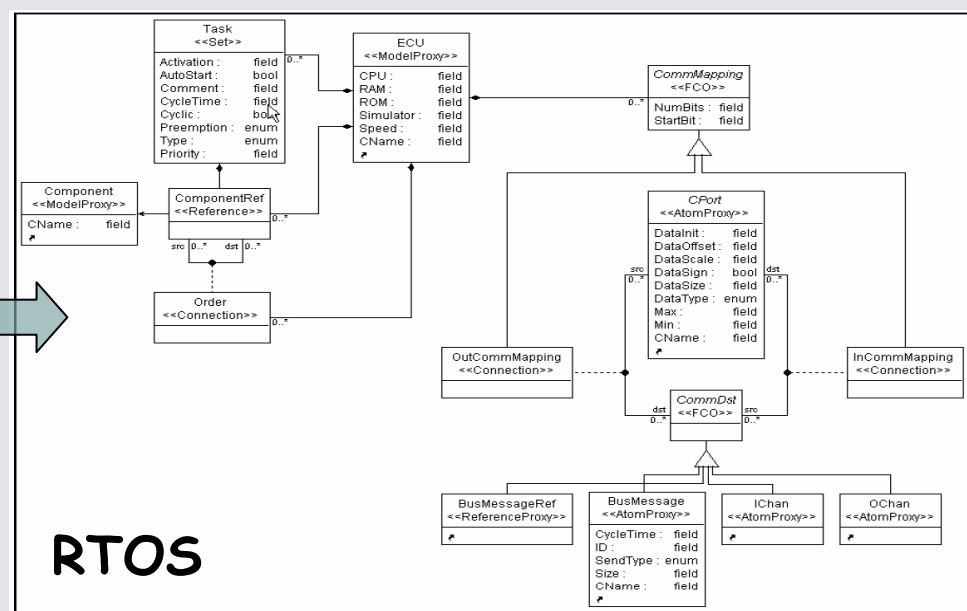 Task
<<Set>>
Activation : field
AutoStart : bool
Comment : field
CycleTime : field
Cyclic : bool
Preemption : enum
Type : enum
Priority : field
0..*
ECU
<<ModelProxy>>
CPU : field
RAM : field
ROM : field
Simulator : field
Speed : field
CName : field
CommMapping
<<FCO>>
NumBits : field
StartBit : field
0..*
Component
<<ModelProxy>>
CName : field
ComponentRef
<<Reference>>
0..*
src 0..* dst 0..*
Order
<<Connection>>
0..*
CPort
<<AtomProxy>>
DataInit : field
DataOffset : field
DataScale : field
DataSign : bool
DataSize : field
DataType : enum
Max : field
Min : field
CName : field
src
0..*
dst
0..*
OutCommMapping
<<Connection>>
InCommMapping
<<Connection>>
CommDst
<<FCO>>
dst
0..*
src
0..*
BusMessageRef
<<ReferenceProxy>>
BusMessage
<<AtomProxy>>
CycleTime : field
ID : field
SendType : enum
Size : field
CName : field
IChan
<<AtomProxy>>
OChan
<<AtomProxy>>
RTOS